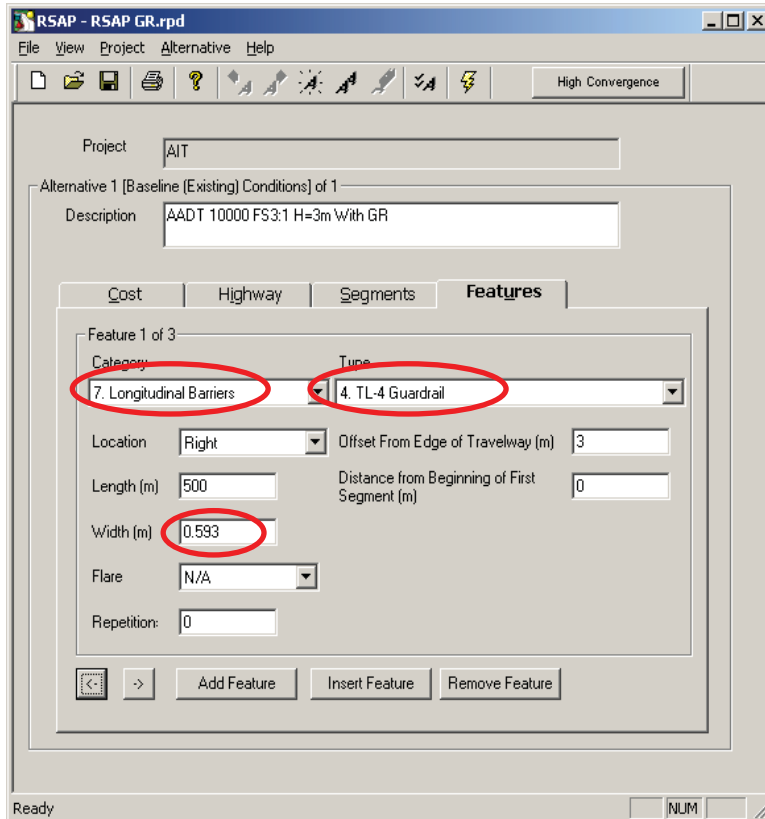 RSAP - RSAP GR.rpd
File View Project Alternative Help
High Convergence
Project AIT
Alternative 1 [Baseline (Existing) Conditions] of 1
Description AADT 10000 FS3:1 H=3m With GR
Cost Highway Segments Features
Feature 1 of 3
Category Type
7. Longitudinal Barriers 4. TL-4 Guardrail
Location Right Offset From Edge of Travelway (m) 3
Length (m) 500 Distance from Beginning of First Segment (m) 0
Width (m) 0.593
Flare N/A
Repetition: 0
<- -> Add Feature Insert Feature Remove Feature
Ready NUM